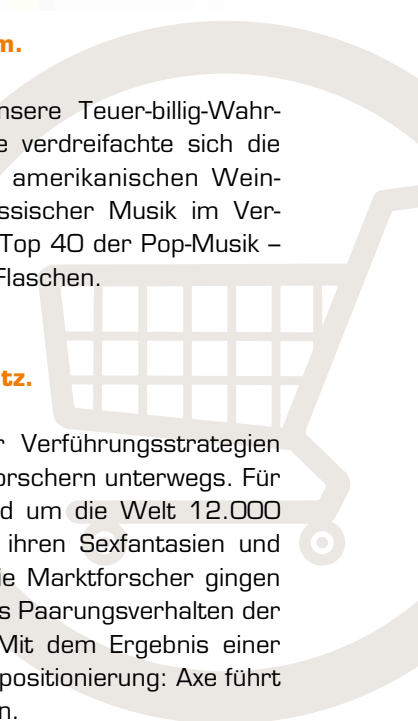 m.
nsere Teuer-billig-Wahr-
e verdreifachte sich die
amerikanischen Wein-
ssischer Musik im Ver-
Top 40 der Pop-Musik –
Flaschen.
tz.
r Verführungsstrategien
orschern unterwegs. Für
d um die Welt 12.000
ihren Sexfantasien und
ie Marktforscher gingen
s Paarungsverhalten der
Mit dem Ergebnis einer
positionierung: Axe führt
n.